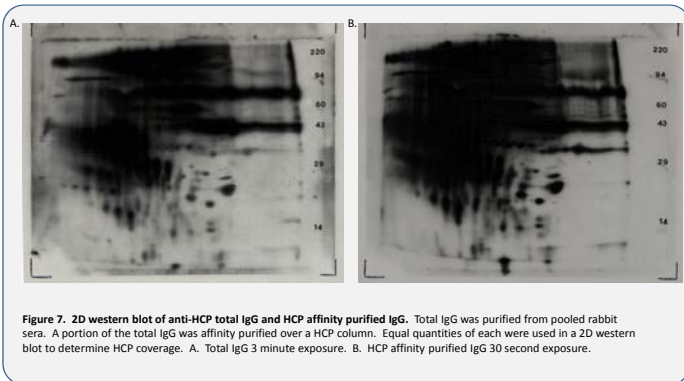 A.
B.
220
94
60
43
29
14
220
94
60
43
29
14
Figure 7. 2D western blot of anti-HCP total IgG and HCP affinity purified IgG. Total IgG was purified from pooled rabbit
sera. A portion of the total IgG was affinity purified over a HCP column. Equal quantities of each were used in a 2D western
blot to determine HCP coverage. A. Total IgG 3 minute exposure. B. HCP affinity purified IgG 30 second exposure.